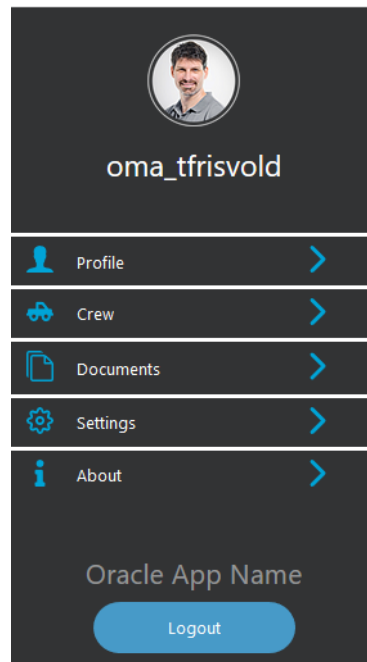 oma_tfrisvold
Profile
Crew
Documents
Settings
About
Oracle App Name
Logout